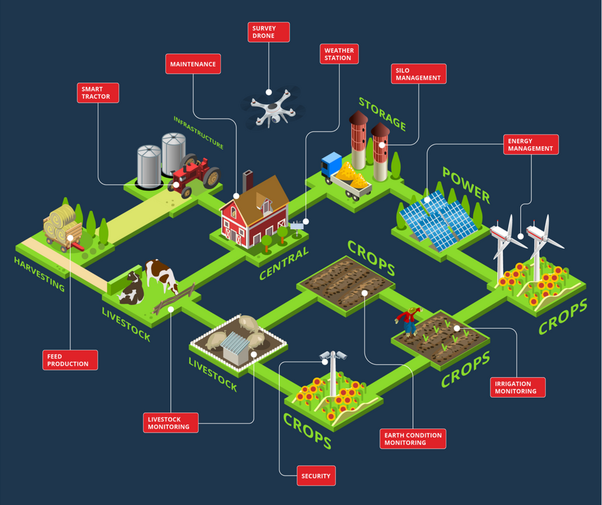 SURVEY
DRONE
WEATHER
STATION
MAINTENANCE
SILO
MANAGEMENT
SMART
TRACTOR
STORAGE
INFRASTRUCTURE
ENERGY
MANAGEMENT
POWER
HARVESTING
CENTRAL
CROPS
LIVESTOCK
CROPS
FEED
PRODUCTION
LIVESTOCK
CROPS
IRRIGATION
MONITORING
LIVESTOCK
MONITORING
CROPS
EARTH CONDITION
MONITORING
SECURITY